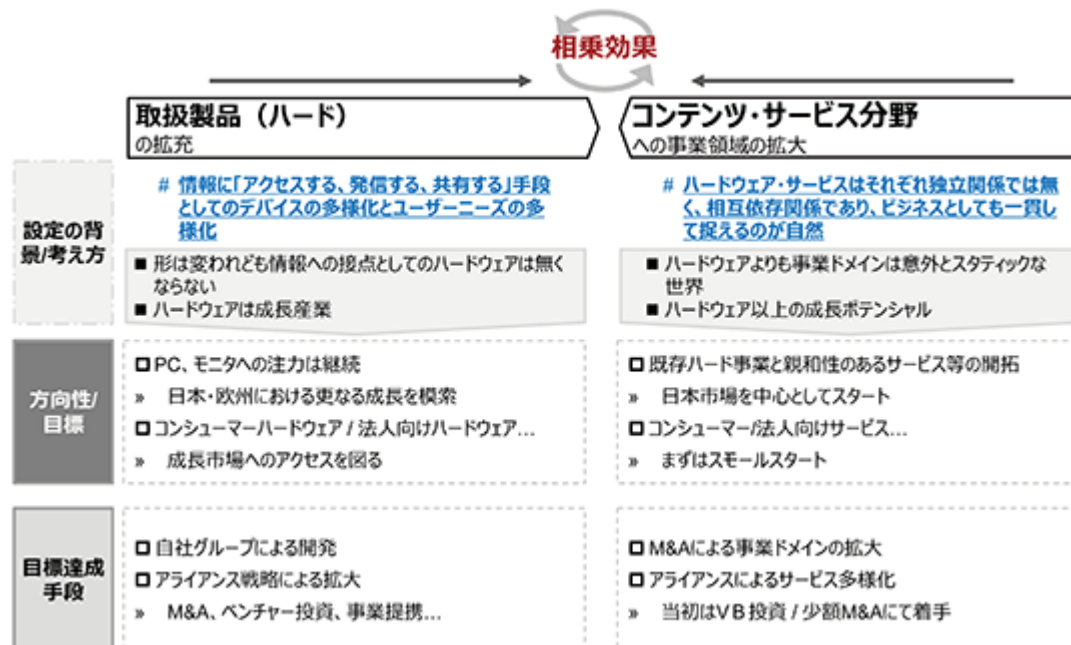 相乗効果
取扱製品（ハード）
の拡充
コンテンツ・サービス分野
への事業領域の拡大
設定の背
景/考え方
# 情報に「アクセスする、発信する、共有する」手段
としてのデバイスの多様化とユーザーニーズの多
様化
■ 形は変われども情報への接点としてのハードウェアは無く
ならない
■ ハードウェアは成長産業
# ハードウェア・サービスはそれぞれ独立関係では無
く、相互依存関係であり、ビジネスとしても一貫し
て捉えるのが自然
■ ハードウェアよりも事業ドメインは意外とスタティックな
世界
■ ハードウェア以上の成長ポテンシャル
方向性/
目標
PC、モニタへの注力は継続
» 日本・欧州における更なる成長を模索
コンシューマーハードウェア / 法人向けハードウェア…
» 成長市場へのアクセスを図る
既存ハード事業と親和性のあるサービス等の開拓
» 日本市場を中心としてスタート
コンシューマー/法人向けサービス…
» まずはスモールスタート
目標達成
手段
自社グループによる開発
アライアンス戦略による拡大
» M&A、ベンチャー投資、事業提携…
M&Aによる事業ドメインの拡大
アライアンスによるサービス多様化
» 当初はVB投資 / 少額M&Aにて着手